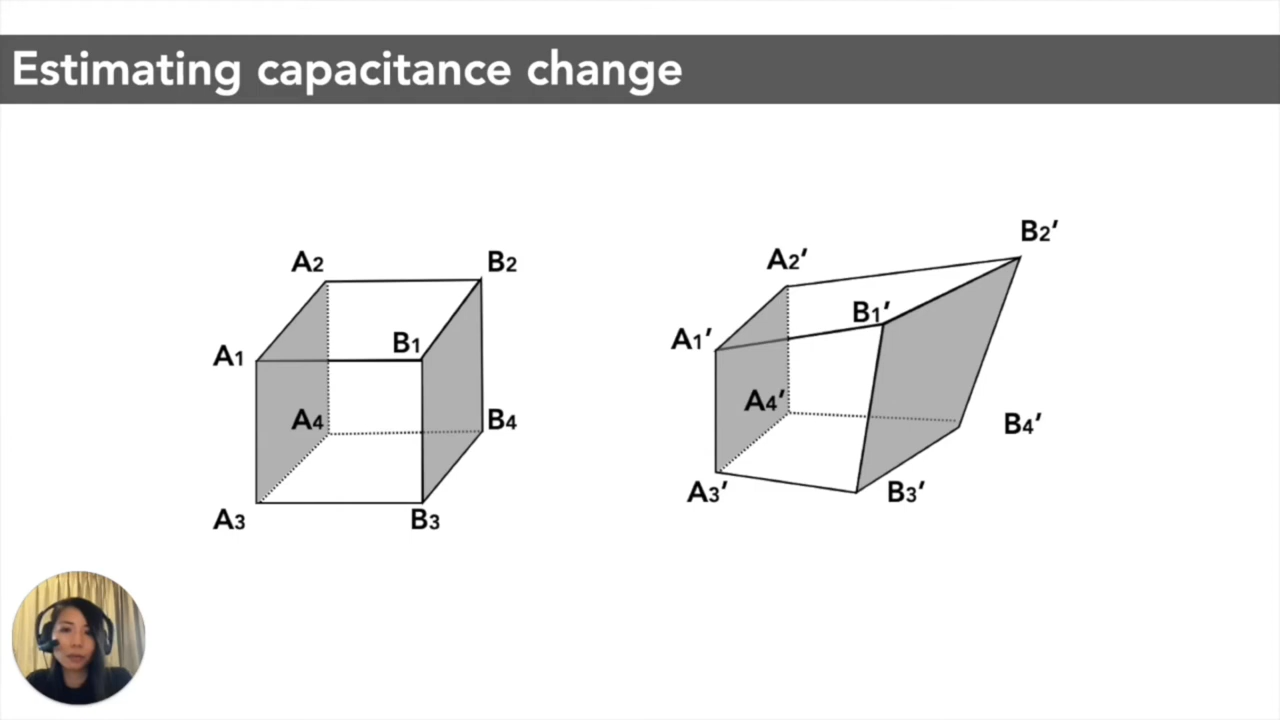 Estimating capacitance change
A2
B2
A1
B1
A4
B4
A3
B3
B2′
A2′
B1′
A1′
A4′
B4′
A3′
B3′